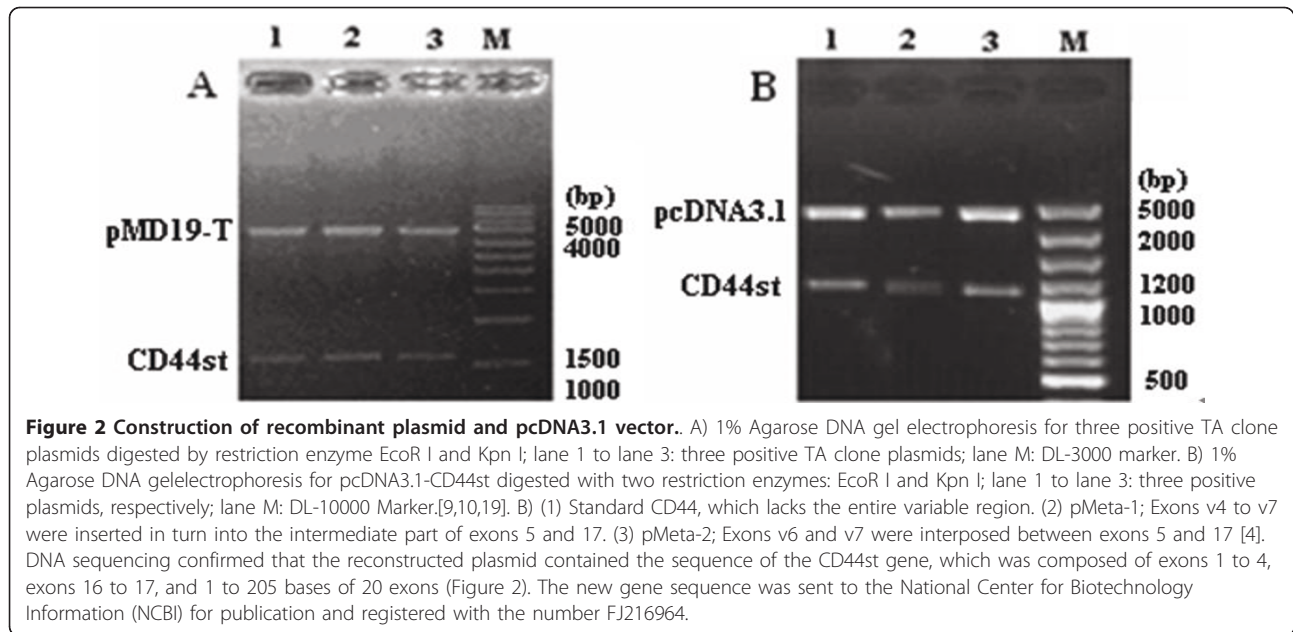 1 2 3 M
A
(bp)
pMD19-T
5000
4000
CD44st
1500
1000
1 2 3 M
B
(bp)
pcDNA3.1
5000
2000
CD44st
1200
1000
500
Figure 2 Construction of recombinant plasmid and pcDNA3.1 vector.. A) 1% Agarose DNA gel electrophoresis for three positive TA clone
plasmids digested by restriction enzyme EcoR I and Kpn I; lane 1 to lane 3: three positive TA clone plasmids; lane M: DL-3000 marker. B) 1%
Agarose DNA gelelectrophoresis for pcDNA3.1-CD44st digested with two restriction enzymes: EcoR I and Kpn I; lane 1 to lane 3: three positive
plasmids, respectively; lane M: DL-10000 Marker.[9,10,19]. B) (1) Standard CD44, which lacks the entire variable region. (2) pMeta-1; Exons v4 to v7
were inserted in turn into the intermediate part of exons 5 and 17. (3) pMeta-2; Exons v6 and v7 were interposed between exons 5 and 17 [4].
DNA sequencing confirmed that the reconstructed plasmid contained the sequence of the CD44st gene, which was composed of exons 1 to 4,
exons 16 to 17, and 1 to 205 bases of 20 exons (Figure 2). The new gene sequence was sent to the National Center for Biotechnology
Information (NCBI) for publication and registered with the number FJ216964.